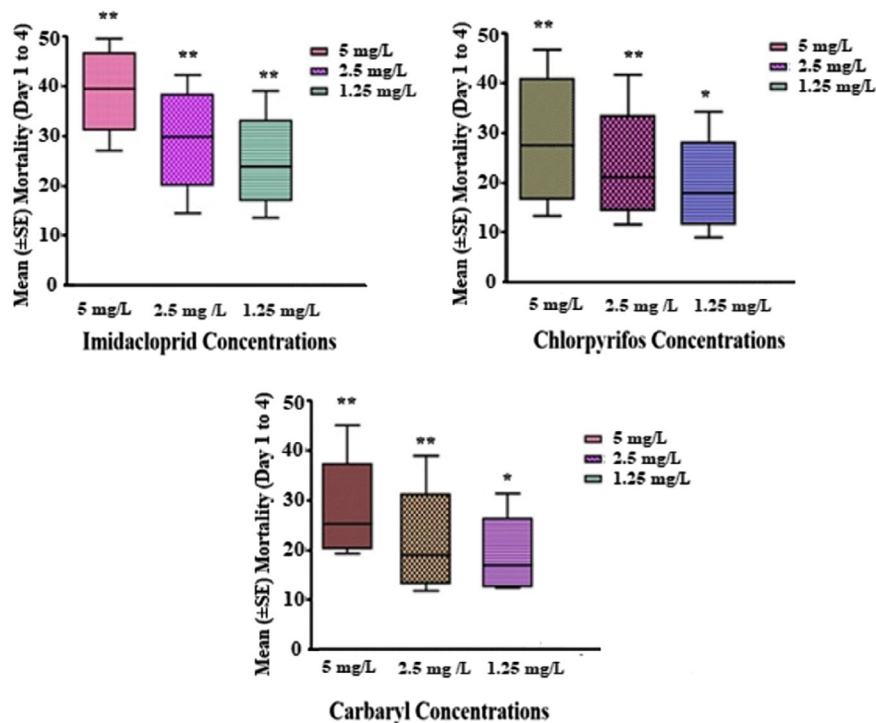 Mean (±SE) Mortality (Day 1 to 4)
50
40
30
20
10
0
**
**
**
5 mg/L
2.5 mg/L
1.25 mg/L
5 mg/L
2.5 mg /L
1.25 mg/L
Imidacloprid Concentrations
Mean (±SE) Mortality (Day 1 to 4)
50
40
30
20
10
0
**
**
*
5 mg/L
2.5 mg/L
1.25 mg/L
5 mg/L
2.5 mg /L
1.25 mg/L
Chlorpyrifos Concentrations
Mean (±SE) Mortality (Day 1 to 4)
50
40
30
20
10
0
**
**
*
5 mg/L
2.5 mg/L
1.25 mg/L
5 mg/L
2.5 mg /L
1.25 mg/L
Carbaryl Concentrations